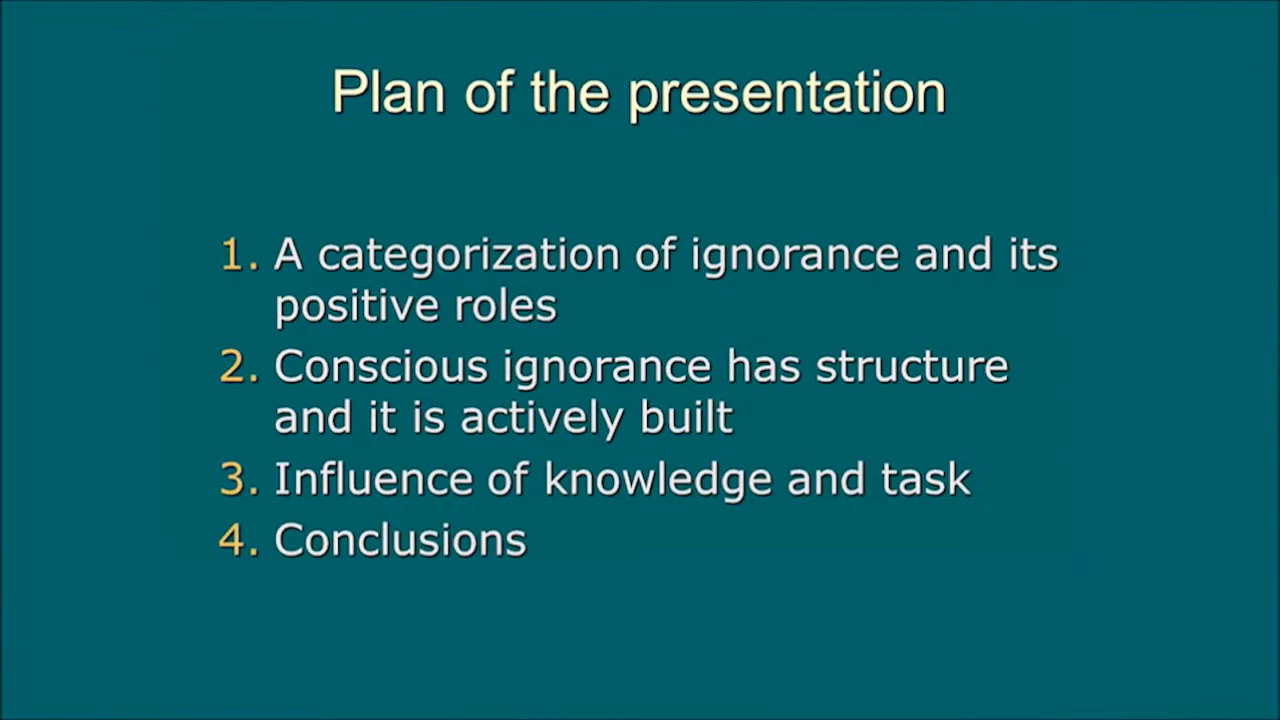 Plan of the presentation
1. A categorization of ignorance and its
positive roles
2. Conscious ignorance has structure
and it is actively built
3. Influence of knowledge and task
4. Conclusions